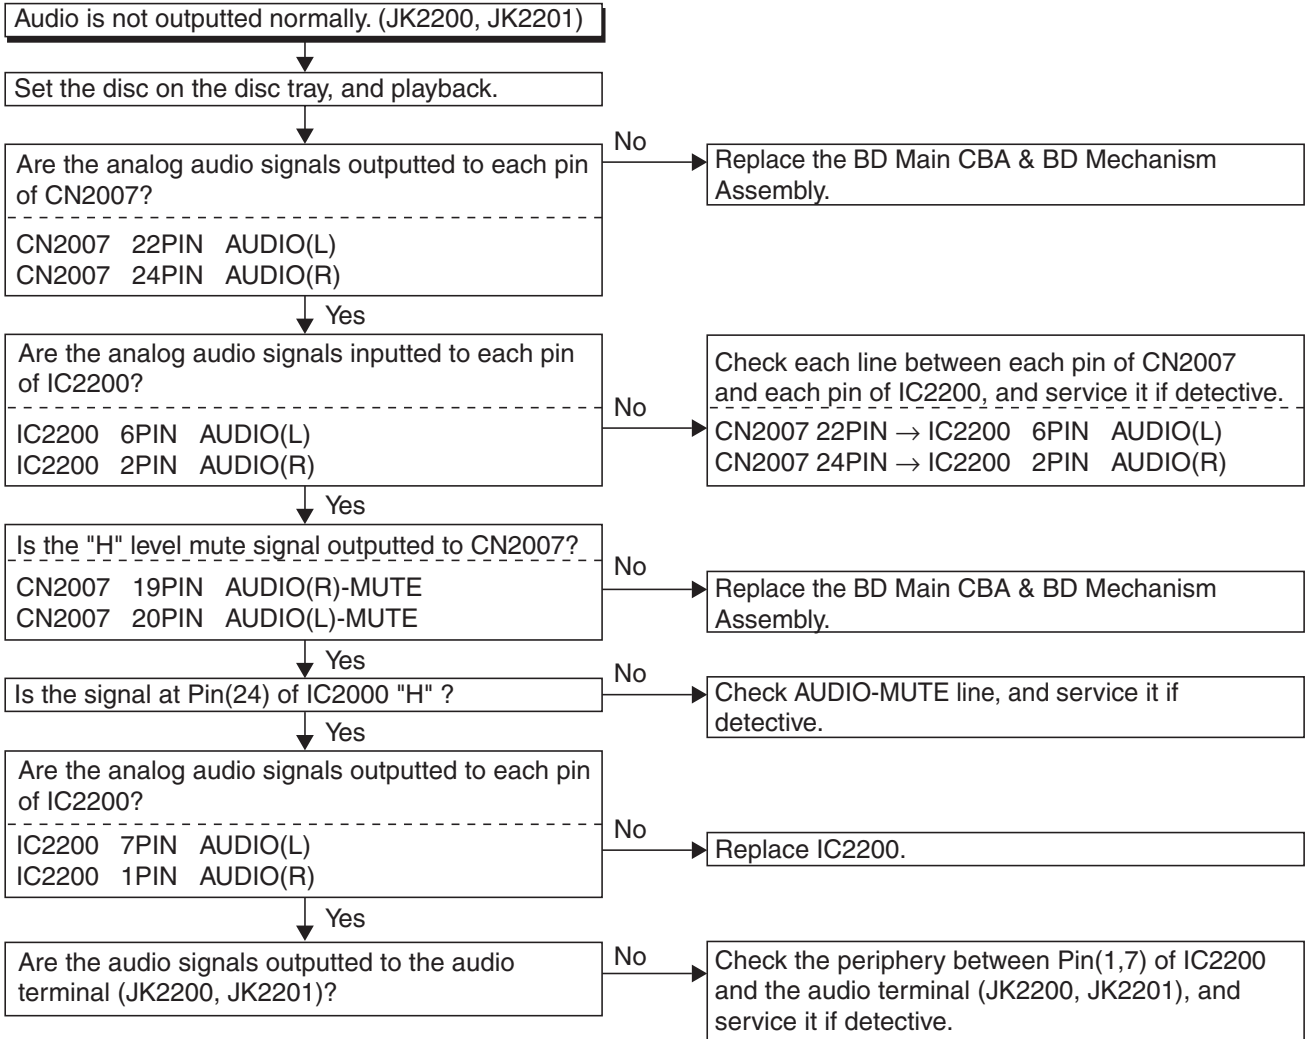 Audio is not outputted normally. (JK2200, JK2201)
Set the disc on the disc tray, and playback.
Are the analog audio signals outputted to each pin
of CN2007?
CN2007 22PIN AUDIO(L)
CN2007 24PIN AUDIO(R)
No
Replace the BD Main CBA & BD Mechanism
Assembly.
Yes
Are the analog audio signals inputted to each pin
of IC2200?
IC2200 6PIN AUDIO(L)
IC2200 2PIN AUDIO(R)
No
Check each line between each pin of CN2007
and each pin of IC2200, and service it if detective.
CN2007 22PIN → IC2200 6PIN AUDIO(L)
CN2007 24PIN → IC2200 2PIN AUDIO(R)
Yes
Is the "H" level mute signal outputted to CN2007?
CN2007 19PIN AUDIO(R)-MUTE
CN2007 20PIN AUDIO(L)-MUTE
No
Replace the BD Main CBA & BD Mechanism
Assembly.
Yes
Is the signal at Pin(24) of IC2000 "H" ?
No
Check AUDIO-MUTE line, and service it if
detective.
Yes
Are the analog audio signals outputted to each pin
of IC2200?
IC2200 7PIN AUDIO(L)
IC2200 1PIN AUDIO(R)
No
Replace IC2200.
Yes
Are the audio signals outputted to the audio
terminal (JK2200, JK2201)?
No
Check the periphery between Pin(1,7) of IC2200
and the audio terminal (JK2200, JK2201), and
service it if detective.